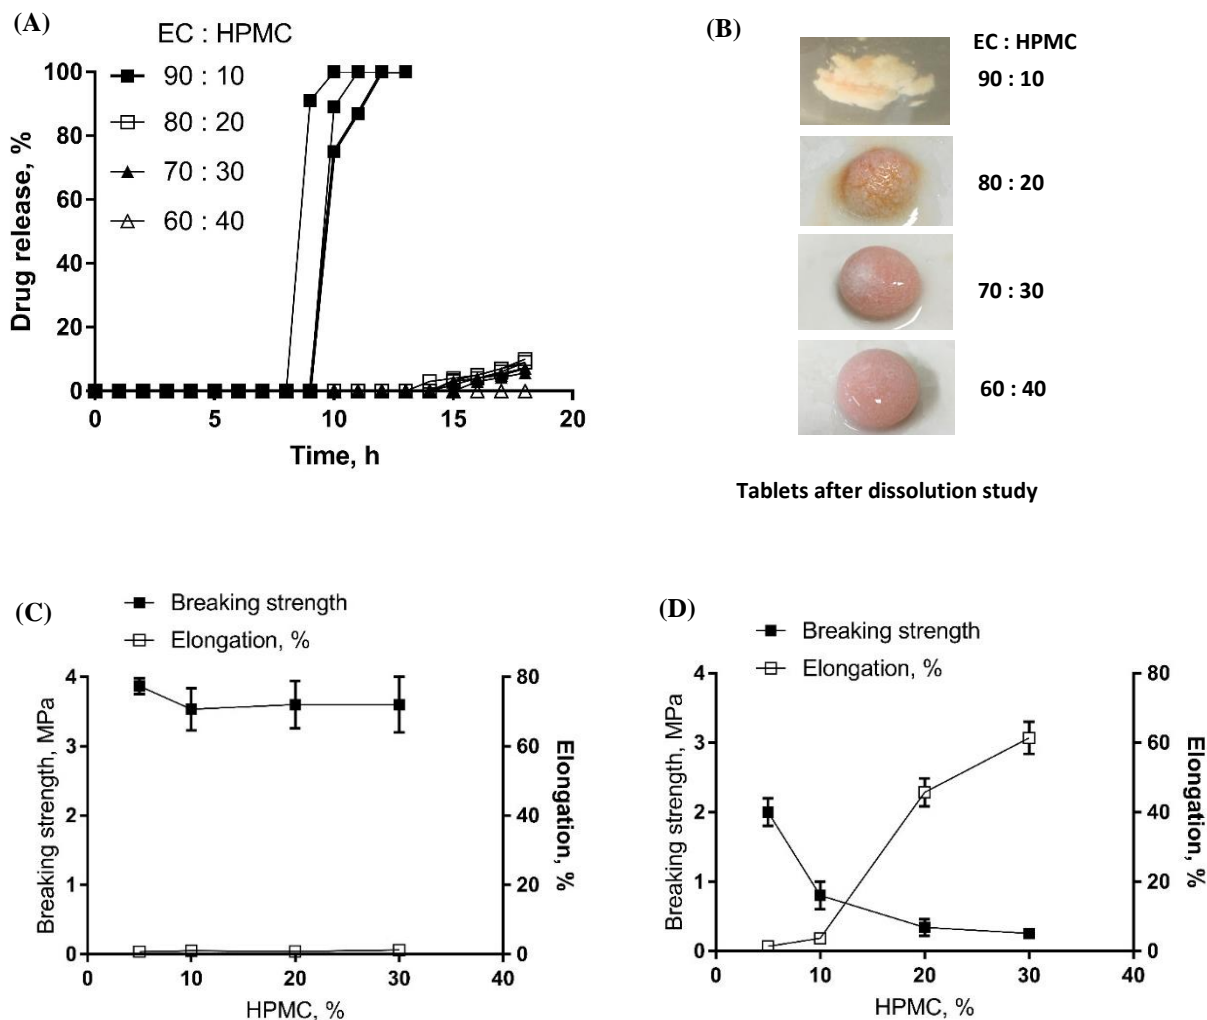 (A)
EC : HPMC
90 : 10
80 : 20
70 : 30
60 : 40
100
80
60
40
20
0
Drug release, %
0 5 10 15 20
Time, h
(B)
EC : HPMC
90 : 10
80 : 20
70 : 30
60 : 40
Tablets after dissolution study
(C)
Breaking strength
Elongation, %
4
3
2
1
0
Breaking strength, MPa
80
60
40
20
0
Elongation, %
0 10 20 30 40
HPMC, %
(D)
Breaking strength
Elongation, %
4
3
2
1
0
Breaking strength, MPa
80
60
40
20
0
Elongation, %
0 10 20 30 40
HPMC, %